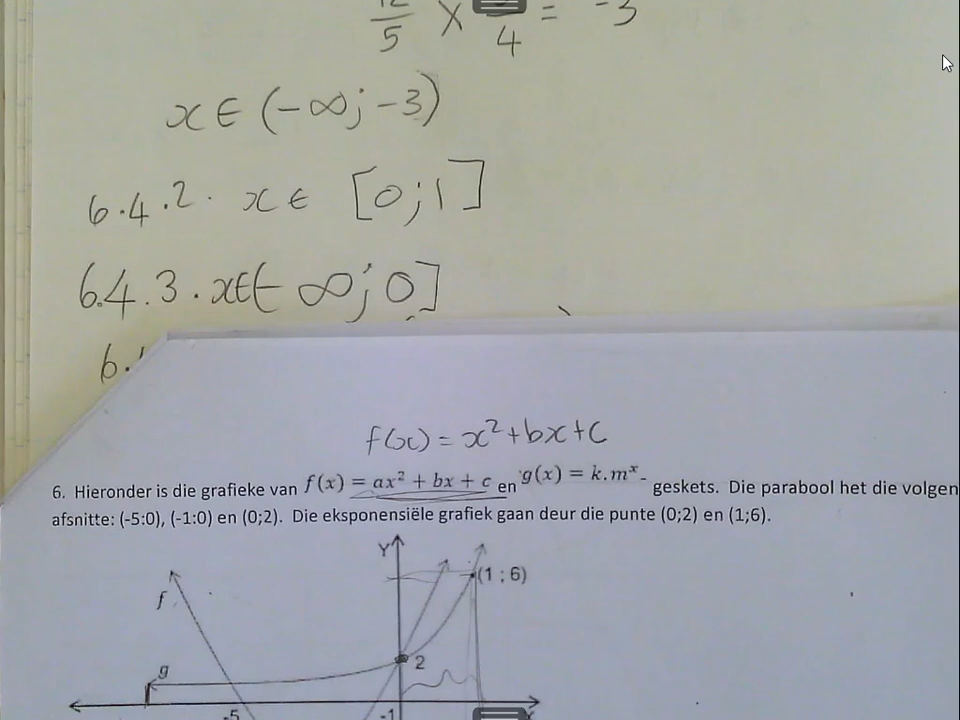 5 X 4 = -3
x ∈ (-∞; -3)
6.4.2. x ∈ [0;1]
6.4.3. x∈(-∞; 0]
6.
f(x) = x² + bx + c
6. Hieronder is die grafieke van f(x) = ax² + bx + c en g(x) = k.mˣ- geskets. Die parabool het die volgen
afsnitte: (-5:0), (-1:0) en (0;2). Die eksponensiële grafiek gaan deur die punte (0;2) en (1;6).
Y
(1 ; 6)
f
2
g
-5
-1